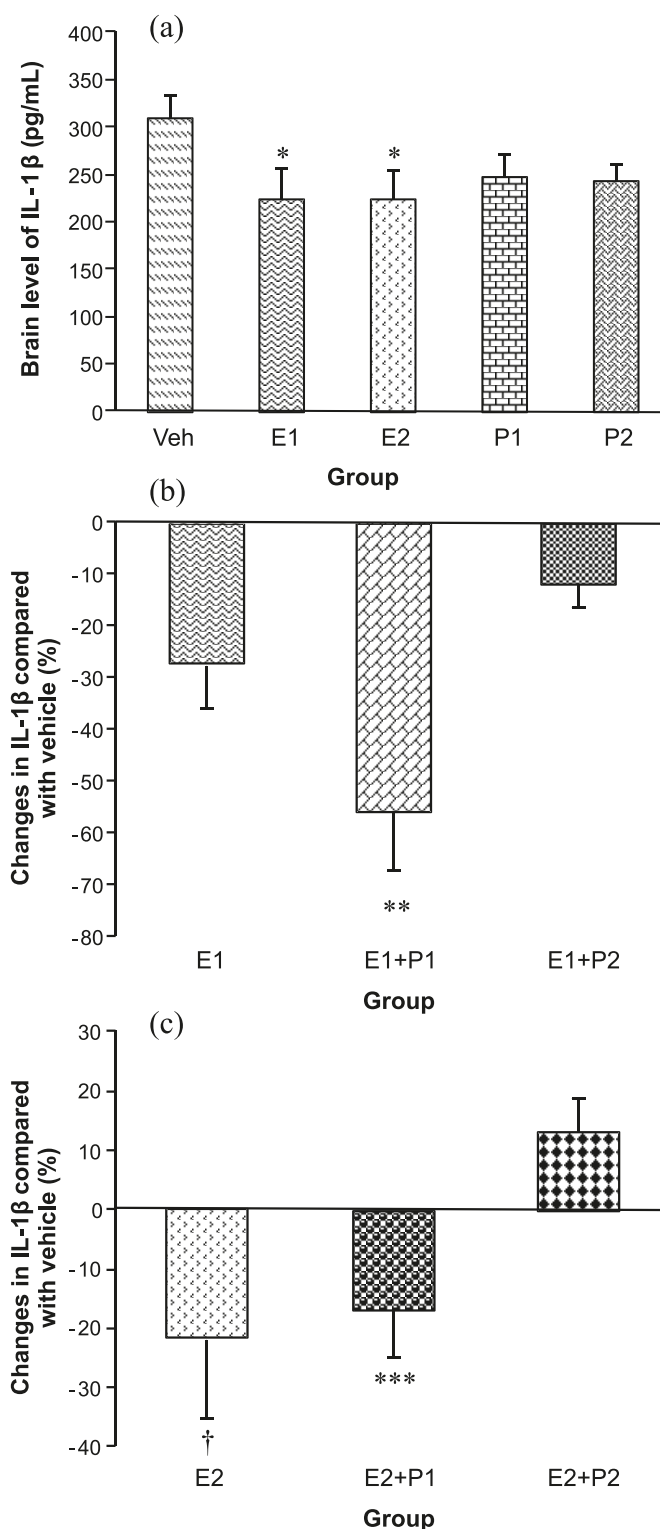 (a)
Brain level of IL-1β (pg/mL)
400
350
300
250
200
150
100
50
0
*
*
Veh
E1
E2
P1
P2
Group
(b)
Changes in IL-1β compared
with vehicle (%)
0
-10
-20
-30
-40
-50
-60
-70
-80
**
E1
E1+P1
E1+P2
Group
(c)
Changes in IL-1β compared
with vehicle (%)
30
20
10
0
-10
-20
-30
-40
†
***
E2
E2+P1
E2+P2
Group